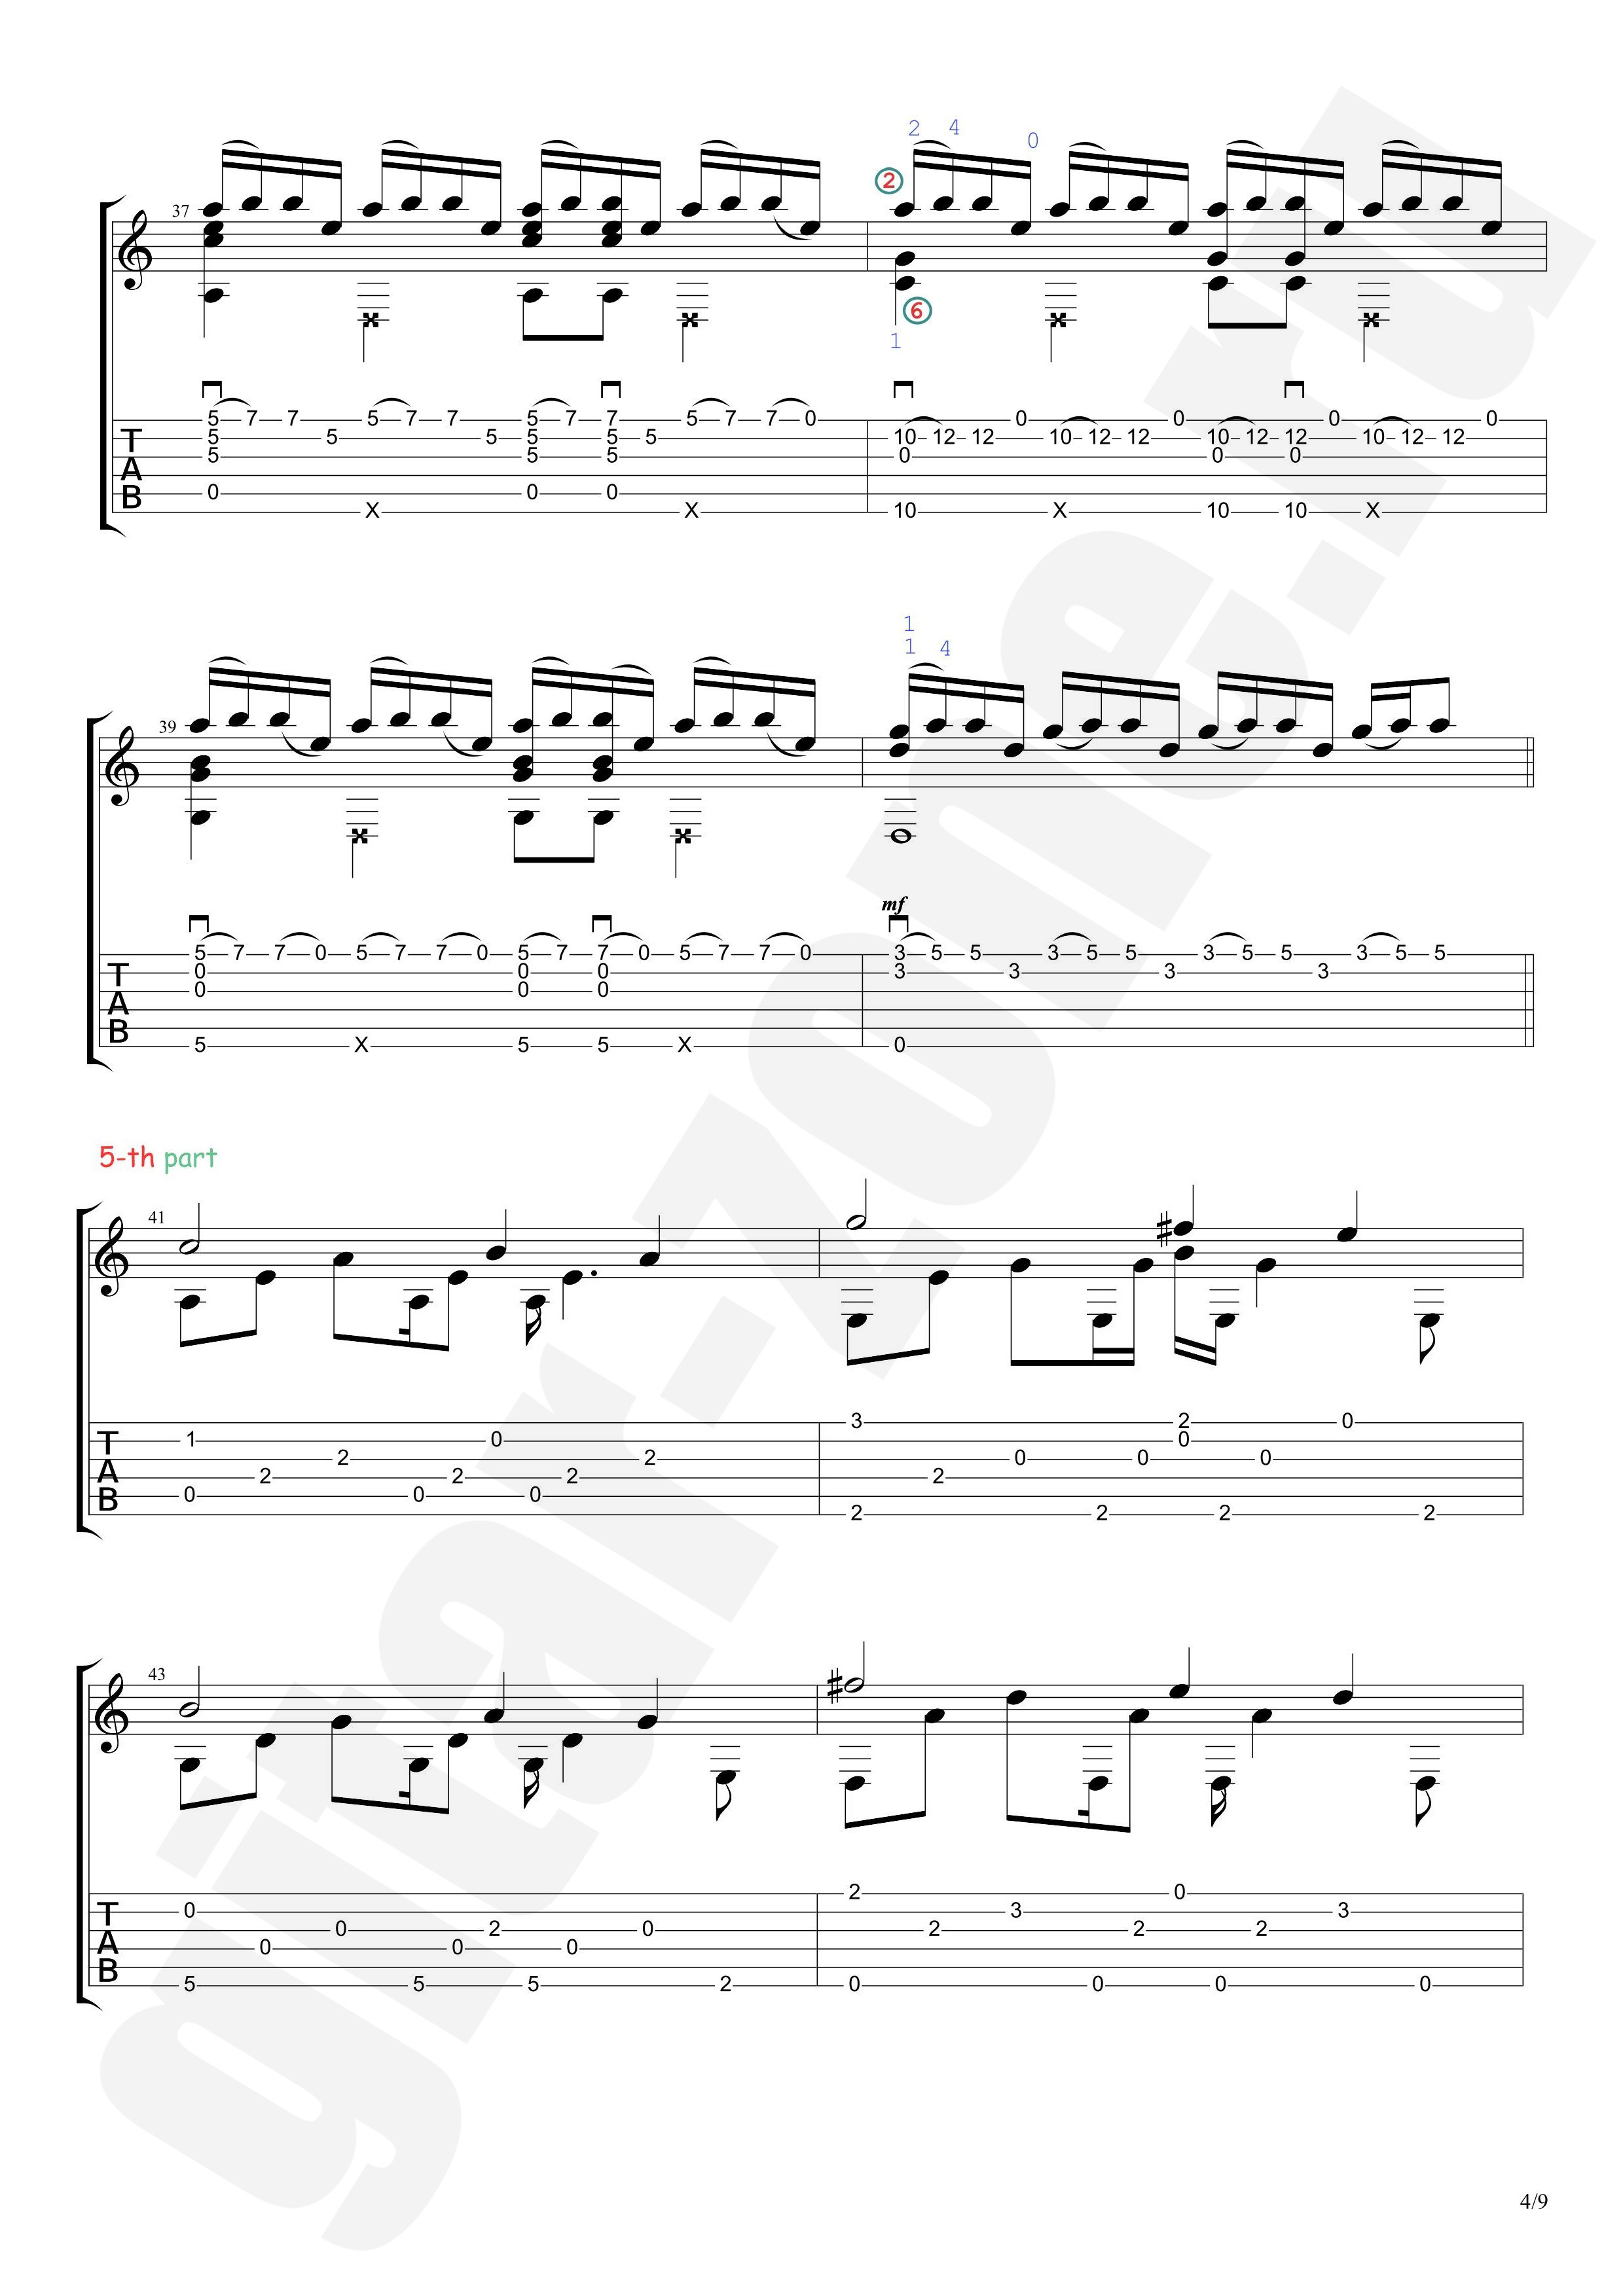 2 4 0
2
37
6
1
5 7 7 5 5 7 7 5 5 7 7 5 5 7 7 0 0 0 0 0
T 5 5 5 5 5 10 12 12 10 12 12 10 12 12 10 12 12
5 5 5 0 0 0
A
B 0 0 0
X X 10 X 10 10 X
1
1 4
39
mf
5 7 7 0 5 7 7 0 5 7 7 0 5 7 7 0 3 5 5 3 5 5 3 5 5 3 5 5
T 0 0 0 3 3 3 3
0 0 0
A
B
5 X 5 5 X 0
5-th part
41
3 2 0
T 1 0 0
2 2 0 0 0
A 2 2 2 2
B 0 0 0
2 2 2 2
43
2 0
T 0 3 3
0 2 0 2 2 2
A 0 0 0
B
5 5 5 2 0 0 0 0
gitar-zone.ru
4/9